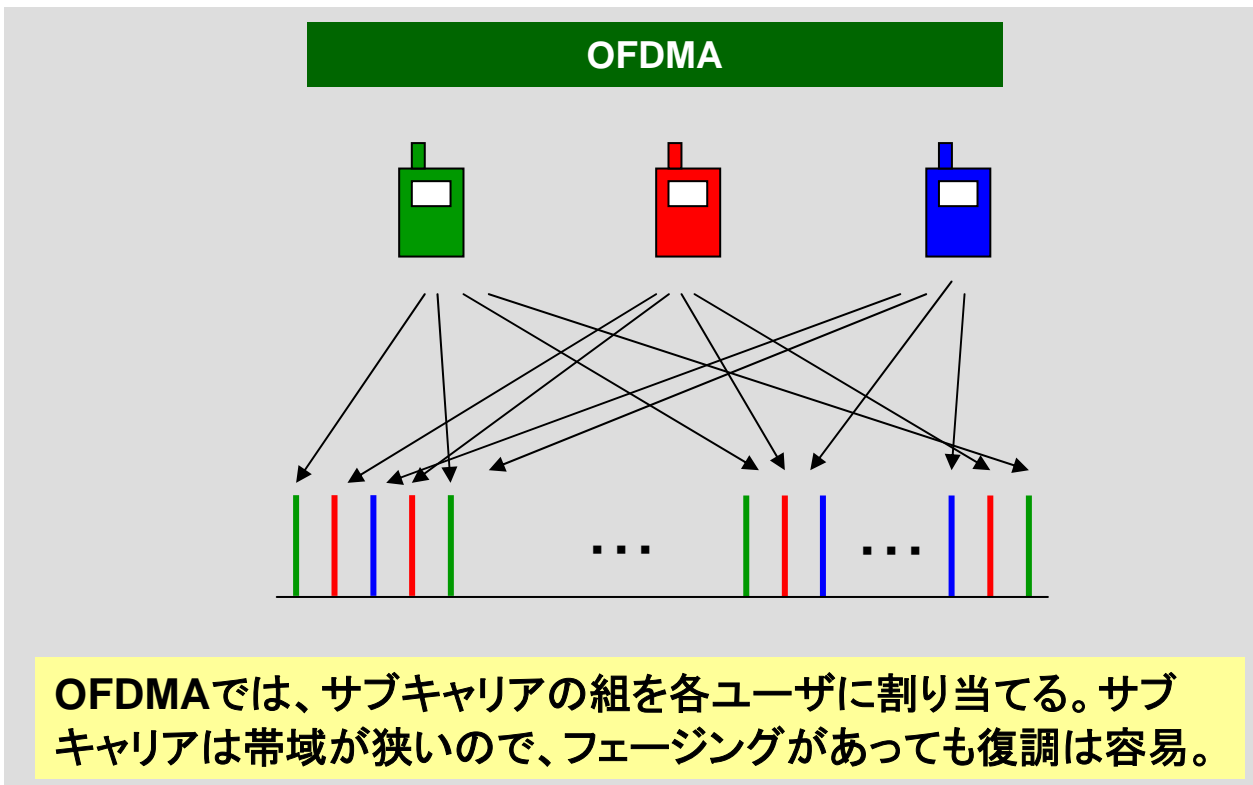 OFDMA
... ...
OFDMAでは、サブキャリアの組を各ユーザに割り当てる。サブ
キャリアは帯域が狭いので、フェージングがあっても復調は容易。